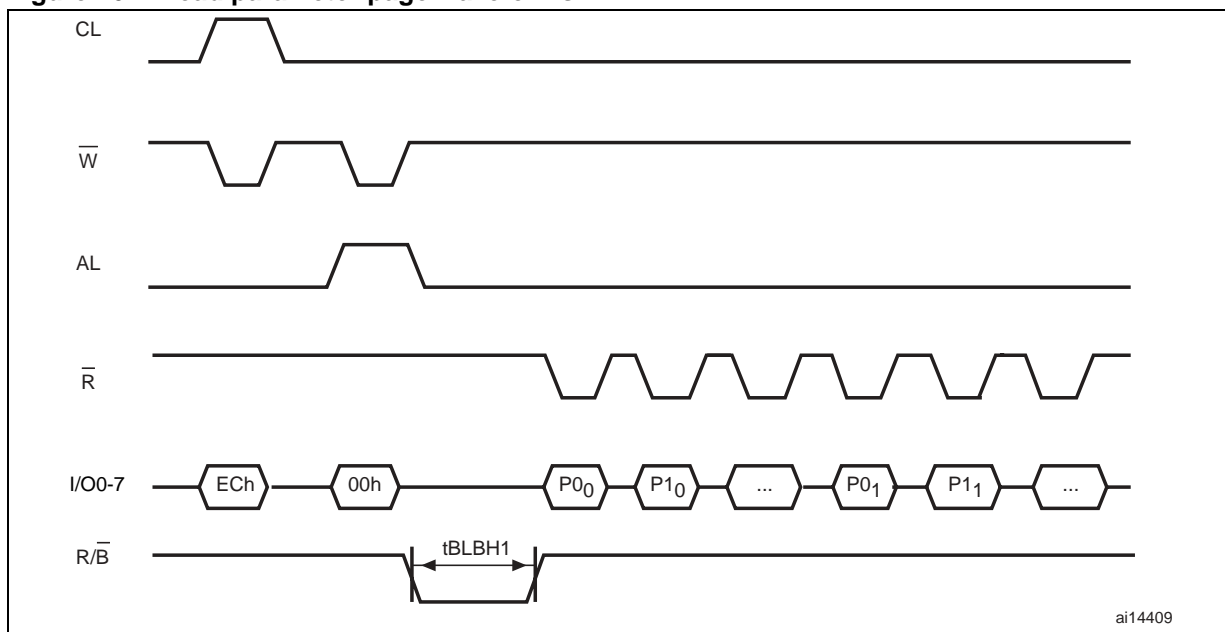 CL
W
AL
R
I/O0-7 ECh 00h P00 P10 ... P01 P11 ...
R/B tBLBH1
ai14409